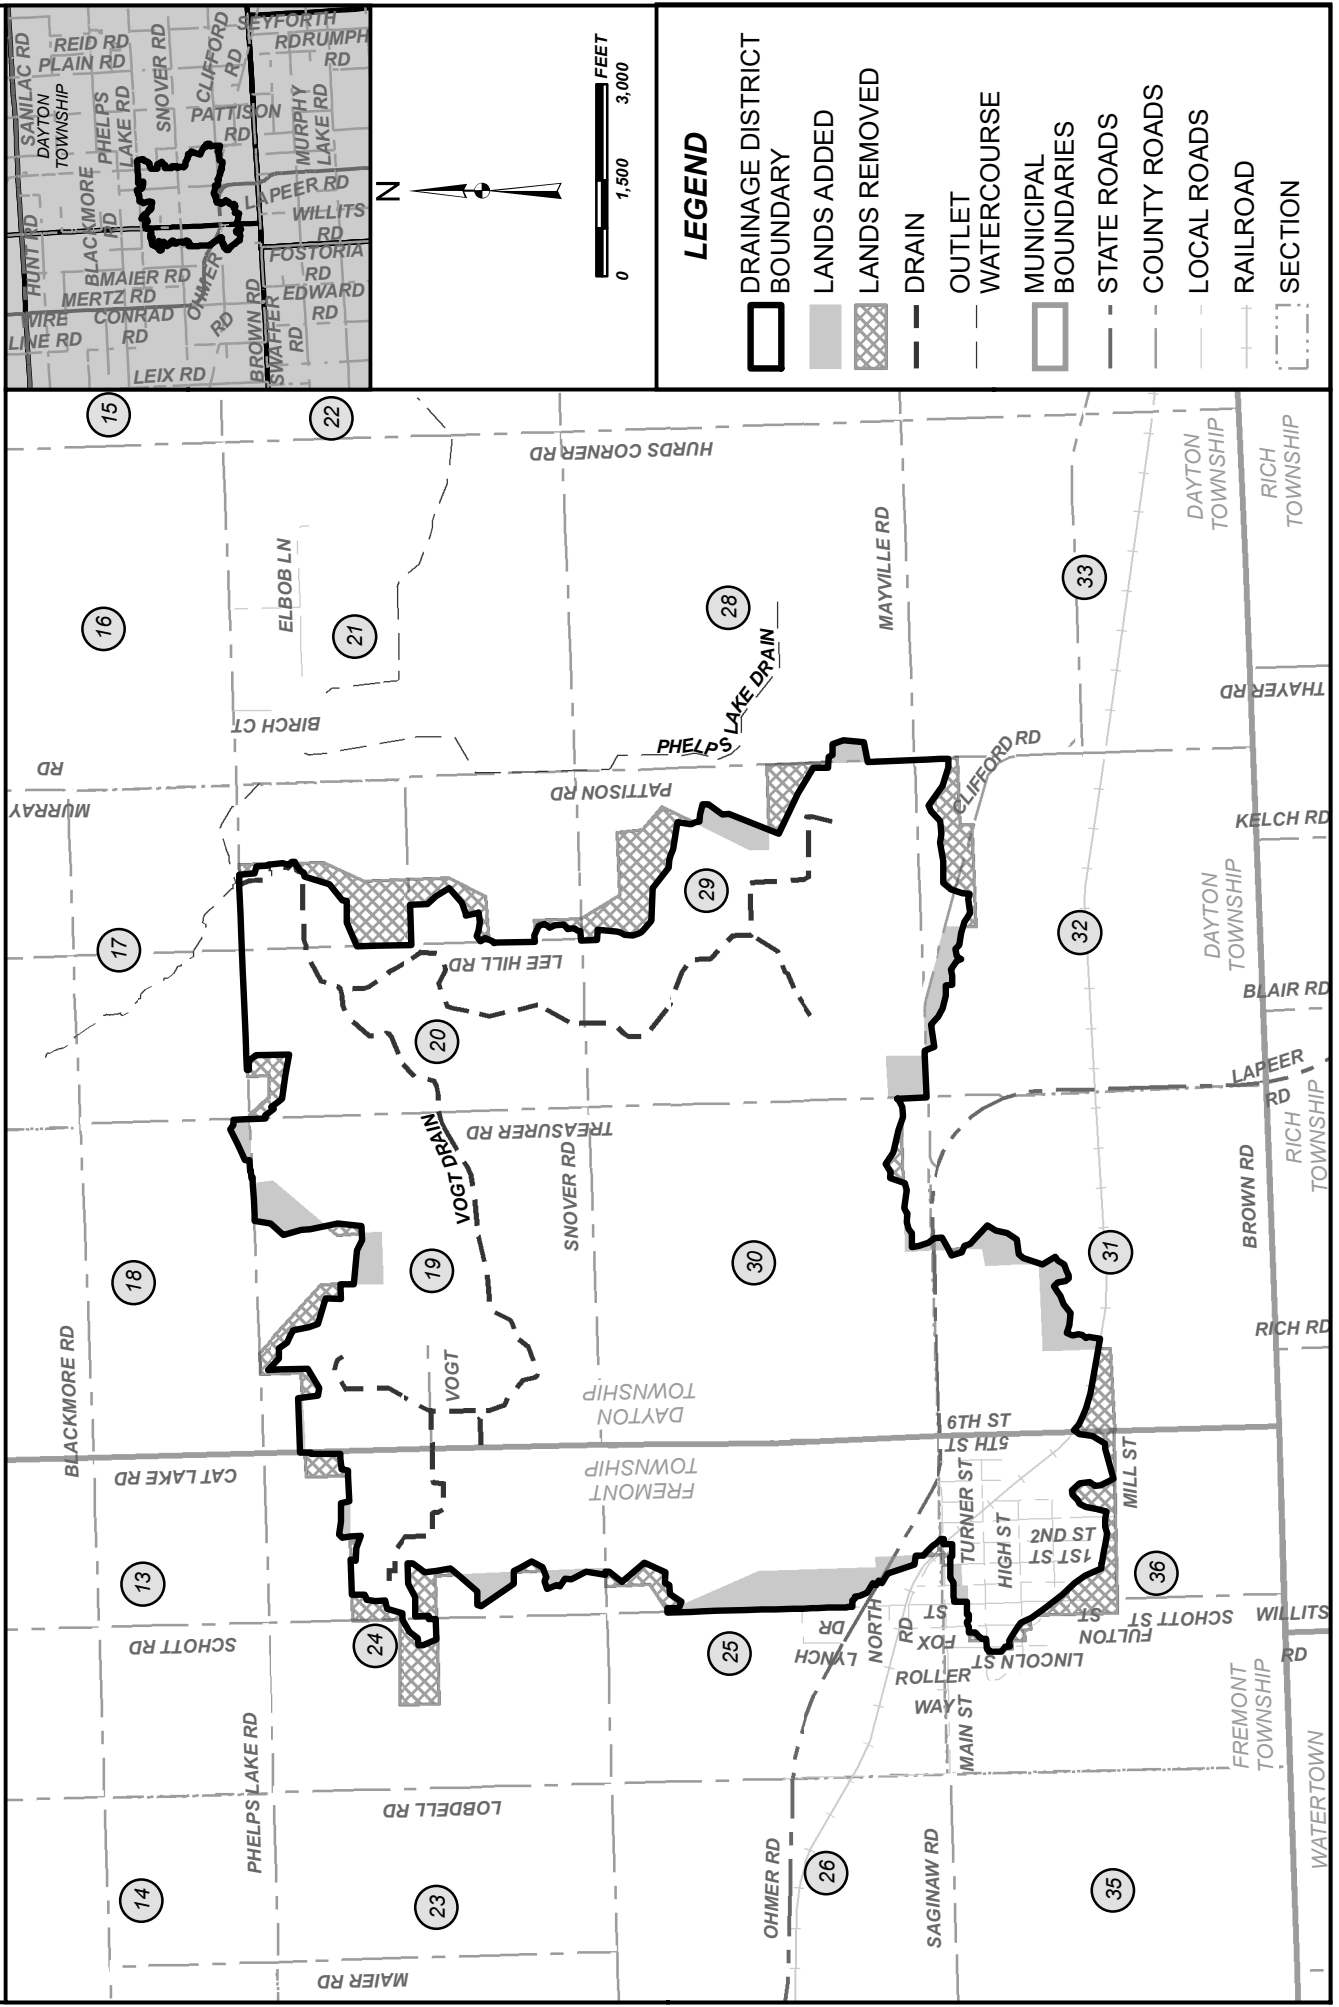 SANILAC RD
REID RD
PLAIN RD
DAYTON
TOWNSHIP
PHELPS
LAKE RD
SNOVER RD
CLIFFORD
RD
SEYFORTH
RD
RUMPH
RD
PATTISON
RD
MURPHY
LAKE RD
HUNT RD
BLACKMORE
RD
LAPEER RD
WILLITS
RD
MAIER RD
MERTZ RD
OHMER
RD
FOSTORIA
RD
EDWARD
RD
WIRE
LINE RD
CONRAD
RD
BROWN RD
SWAFFER
RD
LEIX RD
N
FEET
0
1,500
3,000
LEGEND
DRAINAGE DISTRICT
BOUNDARY
LANDS ADDED
LANDS REMOVED
DRAIN
OUTLET
WATERCOURSE
MUNICIPAL
BOUNDARIES
STATE ROADS
COUNTY ROADS
LOCAL ROADS
RAILROAD
SECTION
14
13
18
17
16
15
23
24
19
20
21
22
26
25
30
29
28
35
36
31
32
33
MURRAY
RD
BIRCH CT
ELBOB LN
HURDS CORNER RD
PATTISON RD
PHELPS LAKE DRAIN
MAYVILLE RD
CLIFFORD RD
DAYTON
TOWNSHIP
RICH
TOWNSHIP
THAYER RD
KELCH RD
DAYTON
TOWNSHIP
BLAIR RD
LAPEER
RD
RICH
TOWNSHIP
BROWN RD
RICH RD
LEE HILL RD
TREASURER RD
VOGT DRAIN
SNOVER RD
VOGT
BLACKMORE RD
CAT LAKE RD
DAYTON
TOWNSHIP
FREMONT
TOWNSHIP
SCHOTT RD
PHELPS LAKE RD
LOBDELL RD
MAIER RD
6TH ST
5TH ST
TURNER ST
HIGH ST
2ND ST
1ST ST
MILL ST
SCHOTT ST
FULTON
ST
LINCOLN ST
FOX
ST
NORTH
RD
LYNCH
DR
ROLLER
WAY
MAIN ST
OHMER RD
SAGINAW RD
WILLITS
RD
FREMONT
TOWNSHIP
WATERTOWN